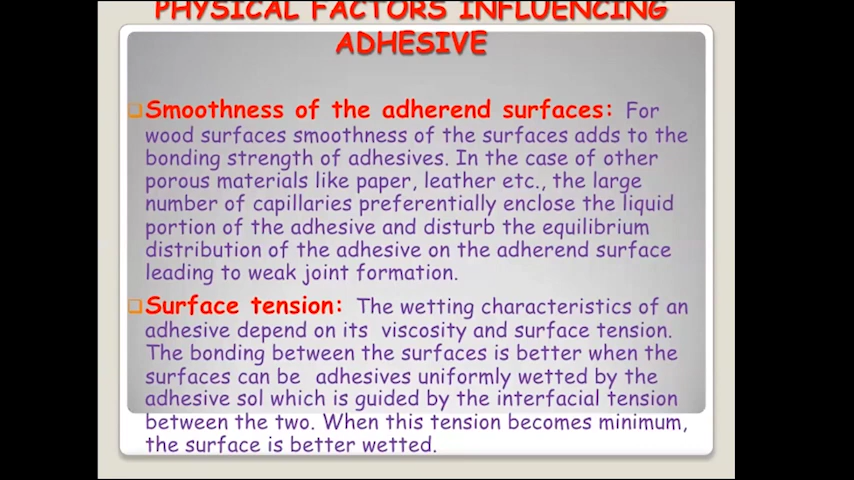 PHYSICAL FACTORS INFLUENCING
ADHESIVE
Smoothness of the adherend surfaces: For
wood surfaces smoothness of the surfaces adds to the
bonding strength of adhesives. In the case of other
porous materials like paper, leather etc., the large
number of capillaries preferentially enclose the liquid
portion of the adhesive and disturb the equilibrium
distribution of the adhesive on the adherend surface
leading to weak joint formation.
Surface tension: The wetting characteristics of an
adhesive depend on its viscosity and surface tension.
The bonding between the surfaces is better when the
surfaces can be adhesives uniformly wetted by the
adhesive sol which is guided by the interfacial tension
between the two. When this tension becomes minimum,
the surface is better wetted.